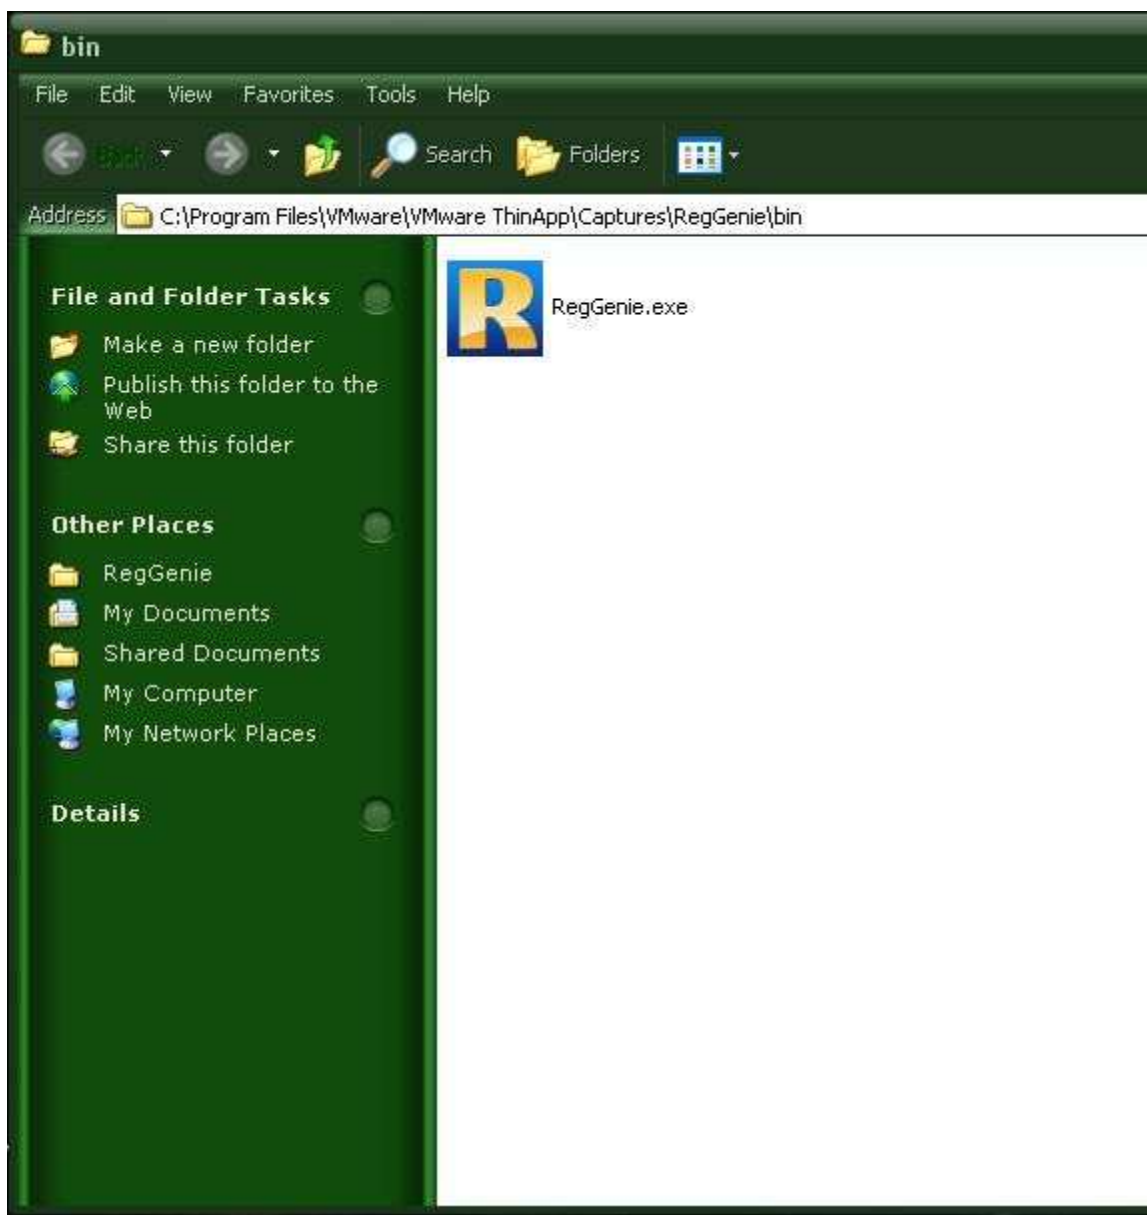 bin
File Edit View Favorites Tools Help
Back Search Folders
Address C:\Program Files\VMware\VMware ThinApp\Captures\RegGenie\bin
File and Folder Tasks
Make a new folder
Publish this folder to the
Web
Share this folder
Other Places
RegGenie
My Documents
Shared Documents
My Computer
My Network Places
Details
R
RegGenie.exe